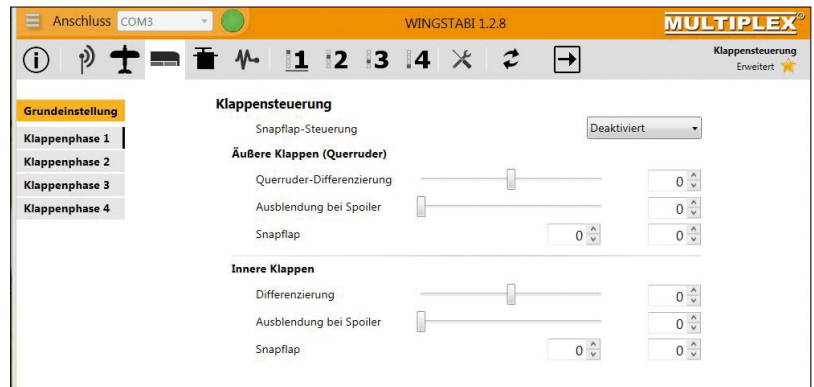 Anschluss COM3 WINGSTABI 1.2.8 MULTIPLEX®
1 2 3 4 Klappensteuerung
Erweitert
Grundeinstellung
Klappenphase 1
Klappenphase 2
Klappenphase 3
Klappenphase 4
Klappensteuerung
Snapflap-Steuerung Deaktiviert
Äußere Klappen (Querruder)
Querruder-Differenzierung 0
Ausblendung bei Spoiler 0
Snapflap 0 0
Innere Klappen
Differenzierung 0
Ausblendung bei Spoiler 0
Snapflap 0 0